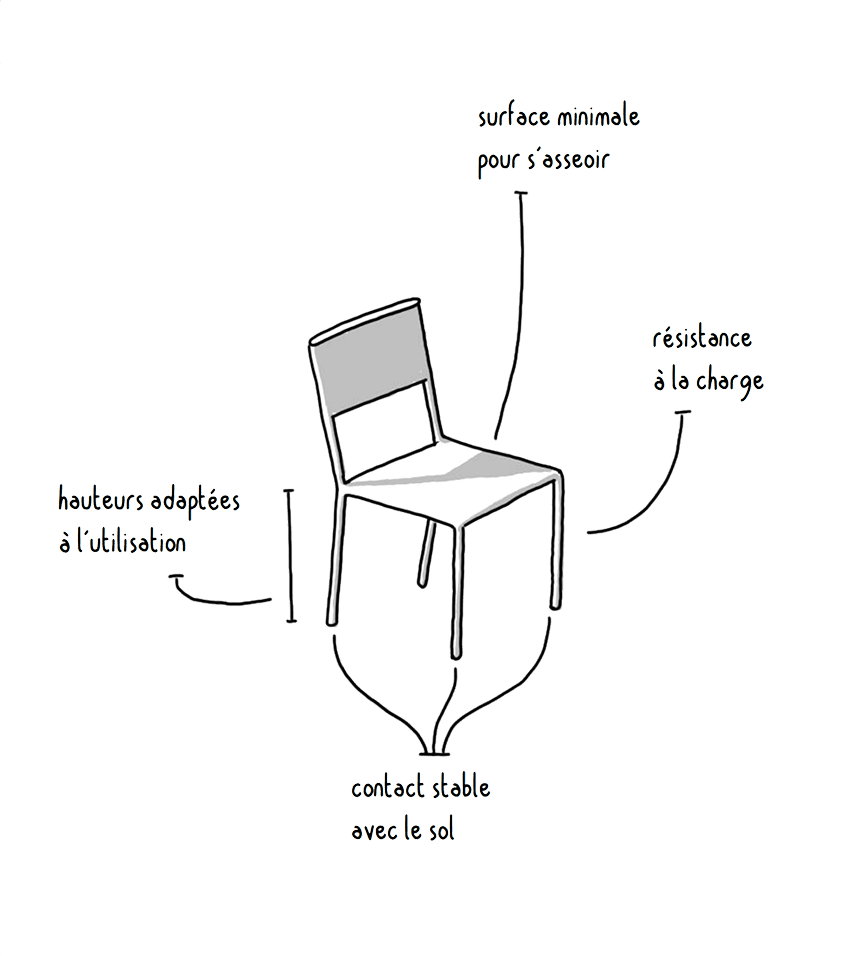 surface minimale
pour s'asseoir
résistance
à la charge
hauteurs adaptées
à l'utilisation
contact stable
avec le sol